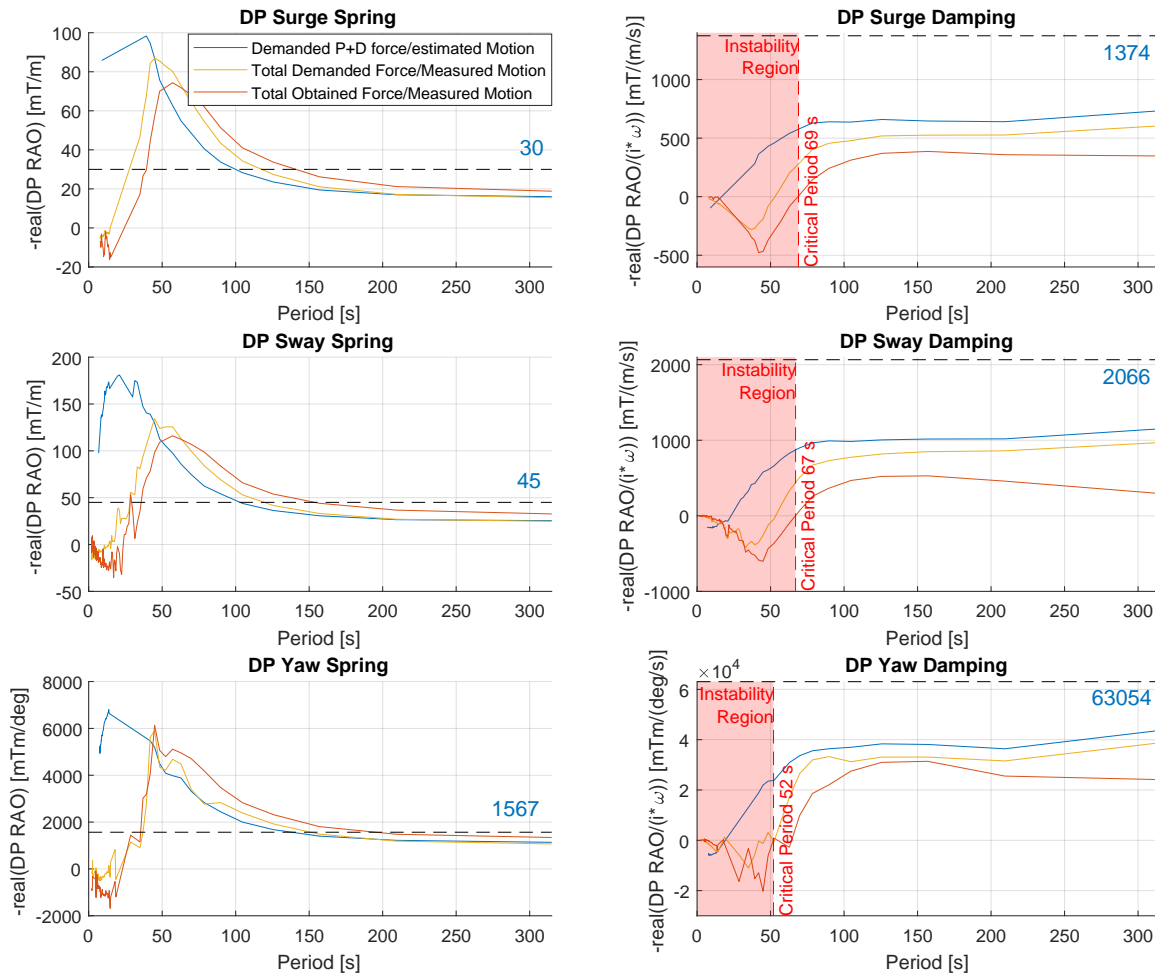 DP Surge Spring
-real(DP RAO) [mT/m]
100
80
60
40
20
0
-20
Demanded P+D force/estimated Motion
Total Demanded Force/Measured Motion
Total Obtained Force/Measured Motion
30
0 50 100 150 200 250 300
Period [s]
DP Surge Damping
-real(DP RAO/(i* ω)) [mT/(m/s)]
1000
500
0
-500
Instability
Region
1374
Critical Period 69 s
0 50 100 150 200 250 300
Period [s]
DP Sway Spring
-real(DP RAO) [mT/m]
200
150
100
50
0
-50
45
0 50 100 150 200 250 300
Period [s]
DP Sway Damping
-real(DP RAO/(i* ω)) [mT/(m/s)]
2000
1000
0
-1000
Instability
Region
2066
Critical Period 67 s
0 50 100 150 200 250 300
Period [s]
DP Yaw Spring
-real(DP RAO) [mTm/deg]
8000
6000
4000
2000
0
-2000
1567
0 50 100 150 200 250 300
Period [s]
DP Yaw Damping
×10⁴
-real(DP RAO/(i* ω)) [mTm/(deg/s)]
6
4
2
0
-2
Instability
Region
63054
Critical Period 52 s
0 50 100 150 200 250 300
Period [s]